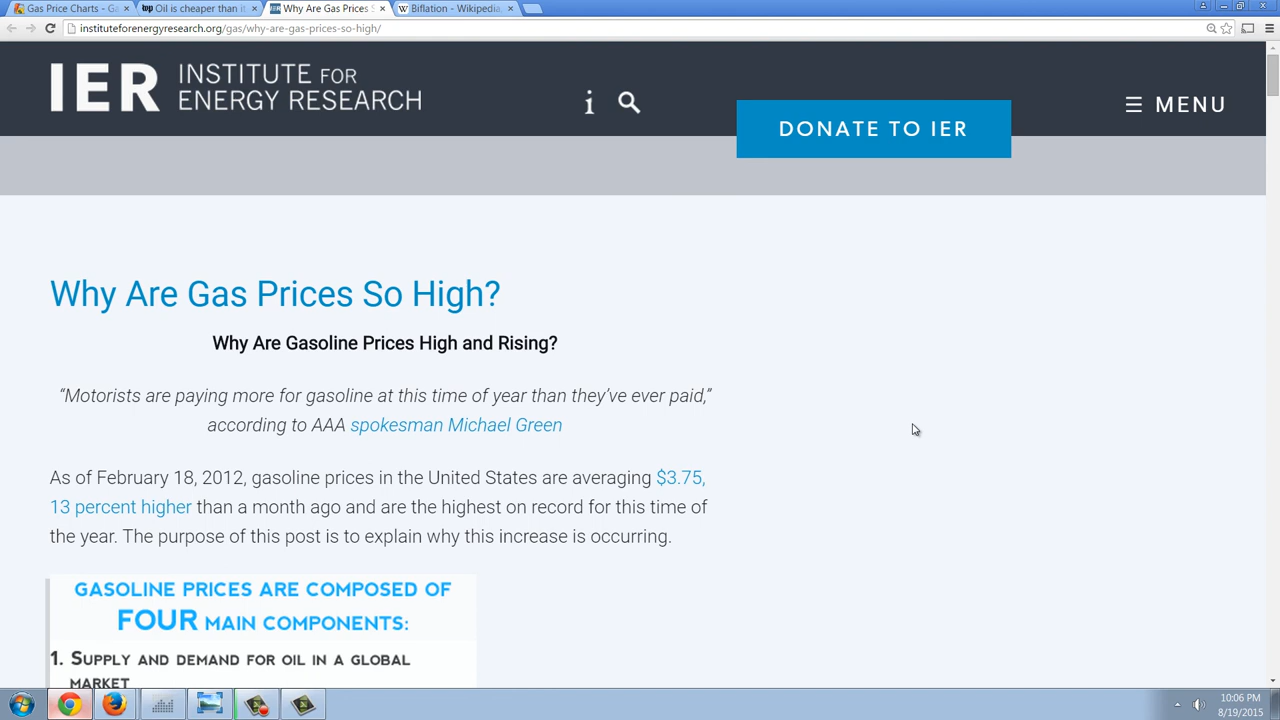 Gas Price Charts - Ga
Oil is cheaper than it
Why Are Gas Prices S
Biflation - Wikipedia,
instituteforenergyresearch.org/gas/why-are-gas-prices-so-high/
IER INSTITUTE FOR
ENERGY RESEARCH
DONATE TO IER
MENU
Why Are Gas Prices So High?
Why Are Gasoline Prices High and Rising?
“Motorists are paying more for gasoline at this time of year than they’ve ever paid,”
according to AAA spokesman Michael Green
As of February 18, 2012, gasoline prices in the United States are averaging $3.75,
13 percent higher than a month ago and are the highest on record for this time of
the year. The purpose of this post is to explain why this increase is occurring.
GASOLINE PRICES ARE COMPOSED OF
FOUR MAIN COMPONENTS:
1. SUPPLY AND DEMAND FOR OIL IN A GLOBAL
MARKET
10:06 PM
8/19/2015